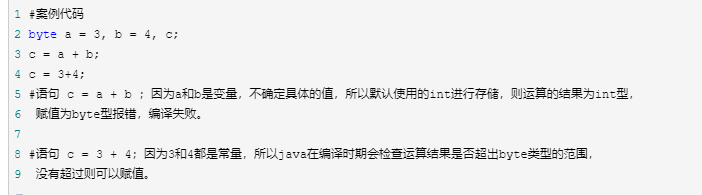 1 #案例代码
2 byte a = 3, b = 4, c;
3 c = a + b;
4 c = 3+4;
5 #语句 c = a + b ; 因为a和b是变量，不确定具体的值，所以默认使用的int进行存储，则运算的结果为int型，
6 赋值为byte型报错，编译失败。
7
8 #语句 c = 3 + 4; 因为3和4都是常量，所以java在编译时期会检查运算结果是否超出byte类型的范围，
9 没有超过则可以赋值。